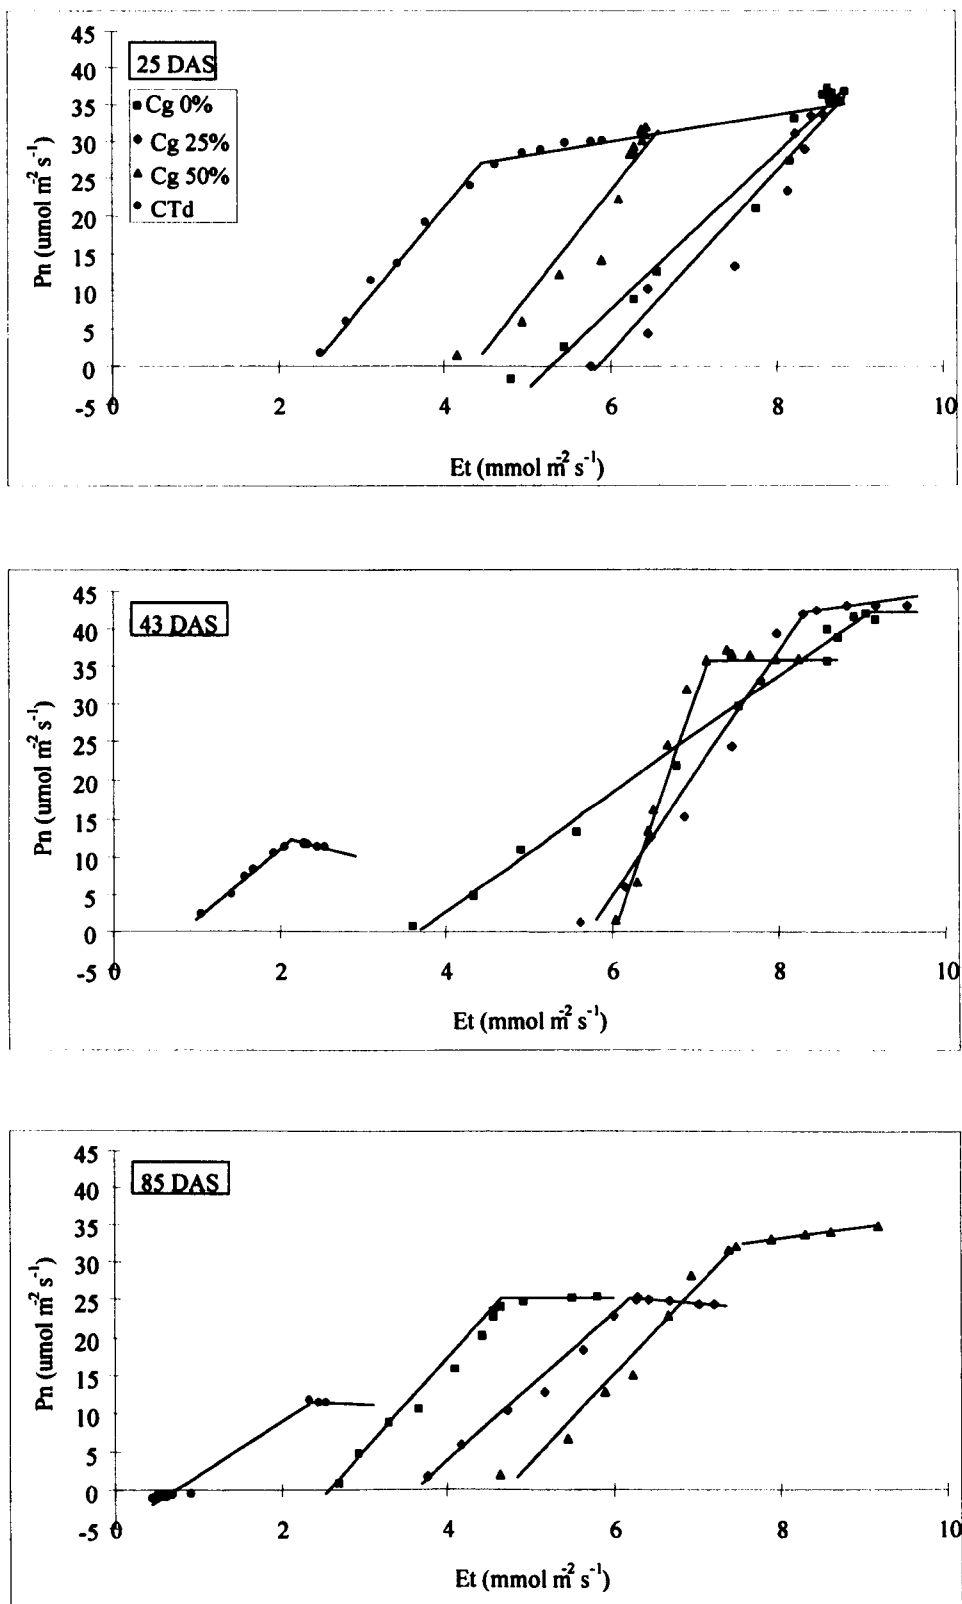 25 DAS
Cg 0%
Cg 25%
Cg 50%
CTd
Pn (umol m⁻² s⁻¹)
45
40
35
30
25
20
15
10
5
0
-5
0 2 4 6 8 10
Et (mmol m⁻² s⁻¹)
43 DAS
Pn (umol m⁻² s⁻¹)
45
40
35
30
25
20
15
10
5
0
-5
0 2 4 6 8 10
Et (mmol m⁻² s⁻¹)
85 DAS
Pn (umol m⁻² s⁻¹)
45
40
35
30
25
20
15
10
5
0
-5
0 2 4 6 8 10
Et (mmol m⁻² s⁻¹)